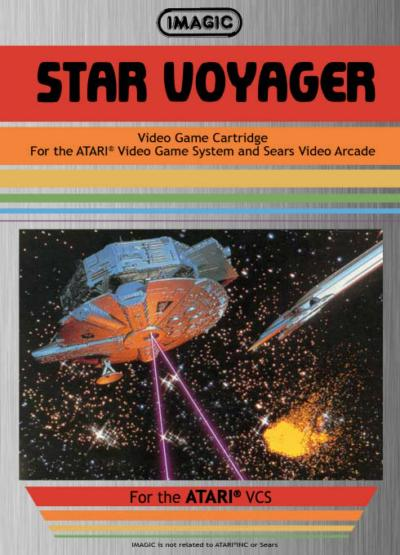 IMAGIC
STAR VOYAGER
Video Game Cartridge
For the ATARI® Video Game System and Sears Video Arcade
For the ATARI® VCS
IMAGIC is not related to ATARI®INC or Sears